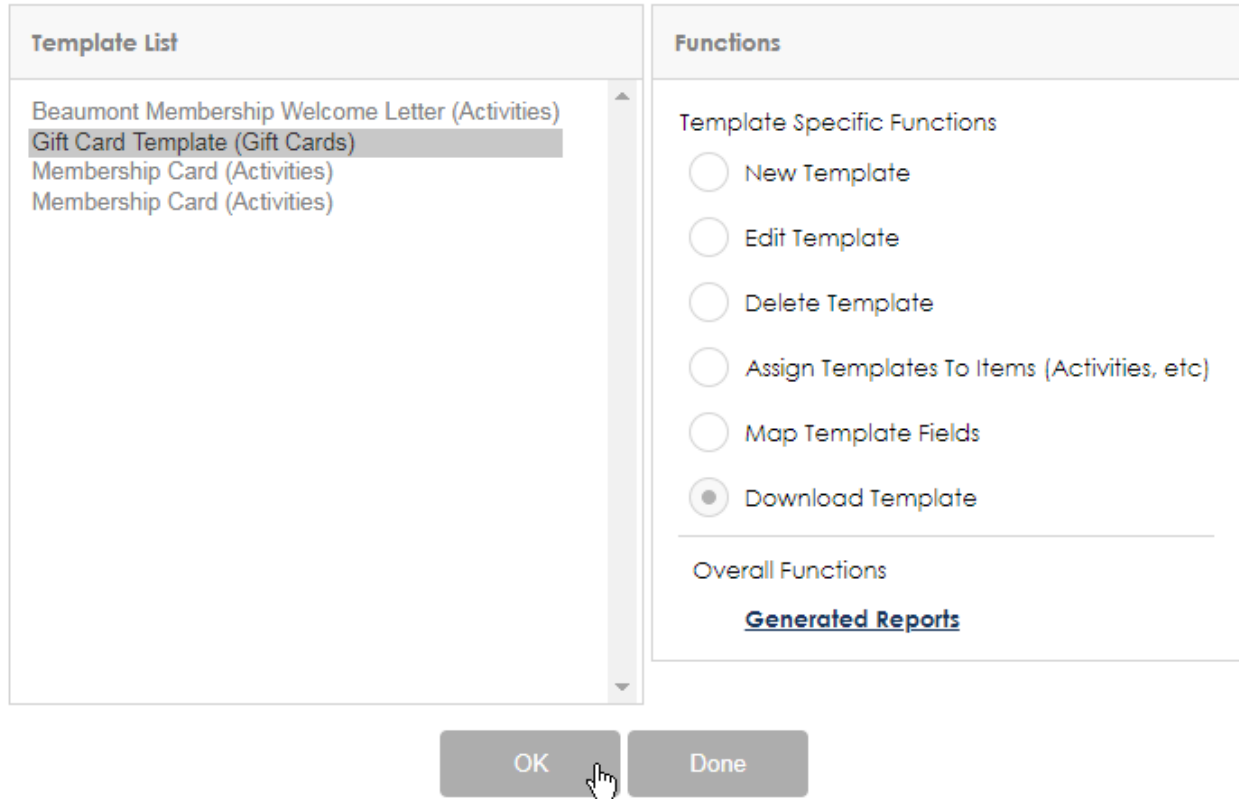 Template List
Beaumont Membership Welcome Letter (Activities)
Gift Card Template (Gift Cards)
Membership Card (Activities)
Membership Card (Activities)
Functions
Template Specific Functions
New Template
Edit Template
Delete Template
Assign Templates To Items (Activities, etc)
Map Template Fields
Download Template
Overall Functions
Generated Reports
OK
Done